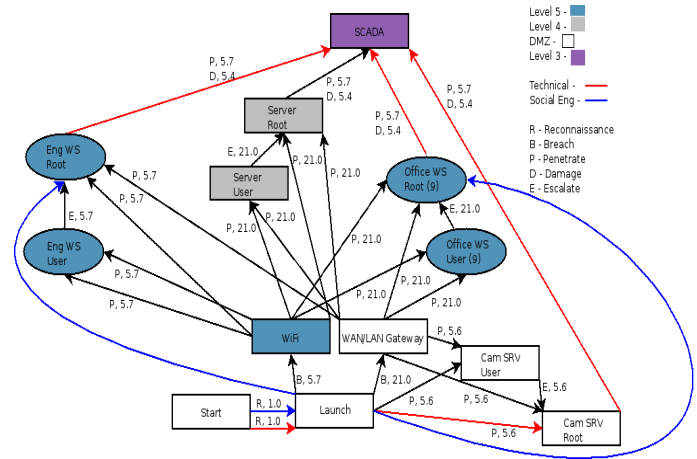 Level 5 -
Level 4 -
DMZ -
Level 3 -
Technical -
Social Eng -
R - Reconnaissance
B - Breach
P - Penetrate
D - Damage
E - Escalate
SCADA
P, 5.7
D, 5.4
P, 5.7
D, 5.4
P, 5.7
D, 5.4
P, 5.7
D, 5.4
Server
Root
Eng WS
Root
E, 21.0
P, 21.0
P, 21.0
Office WS
Root (9)
Server
User
P, 5.7
P, 5.7
E, 5.7
E, 21.0
P, 21.0
P, 21.0
P, 21.0
Eng WS
User
Office WS
User (9)
P, 5.7
P, 21.0
P, 21.0
P, 21.0
P, 5.7
WiFi
WAN/LAN Gateway
P, 5.6
Cam SRV
User
B, 5.7
B, 21.0
P, 5.6
E, 5.6
P, 5.6
Start
R, 1.0
R, 1.0
Launch
P, 5.6
Cam SRV
Root